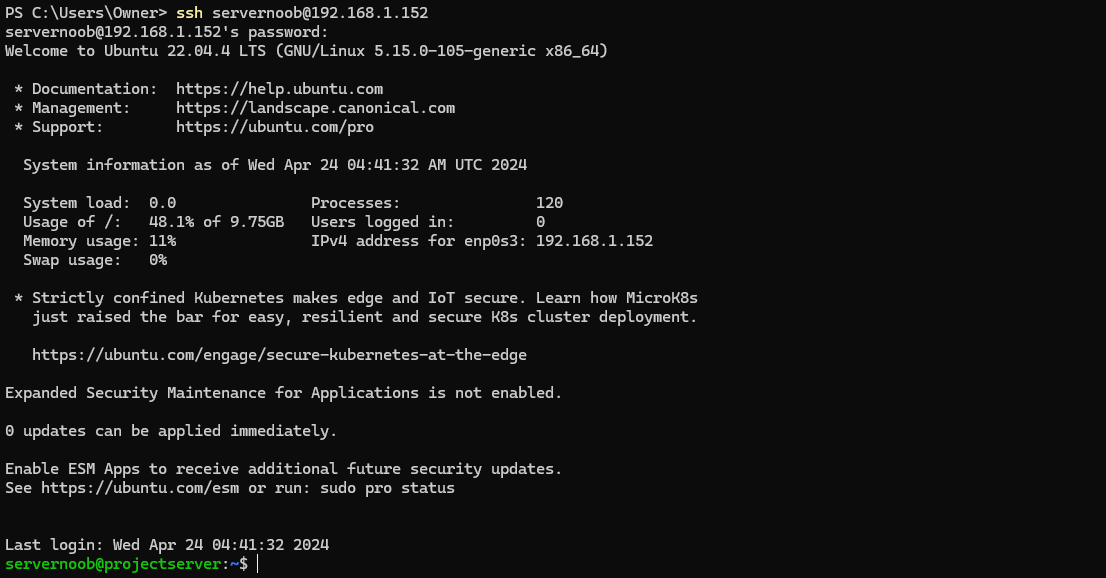 PS C:\Users\Owner> ssh servernoob@192.168.1.152
servernoob@192.168.1.152's password:
Welcome to Ubuntu 22.04.4 LTS (GNU/Linux 5.15.0-105-generic x86_64)
* Documentation:  https://help.ubuntu.com
* Management:     https://landscape.canonical.com
* Support:        https://ubuntu.com/pro
System information as of Wed Apr 24 04:41:32 AM UTC 2024
System load:  0.0               Processes:               120
Usage of /:   48.1% of 9.75GB   Users logged in:         0
Memory usage: 11%               IPv4 address for enp0s3: 192.168.1.152
Swap usage:   0%
* Strictly confined Kubernetes makes edge and IoT secure. Learn how MicroK8s
just raised the bar for easy, resilient and secure K8s cluster deployment.
https://ubuntu.com/engage/secure-kubernetes-at-the-edge
Expanded Security Maintenance for Applications is not enabled.
0 updates can be applied immediately.
Enable ESM Apps to receive additional future security updates.
See https://ubuntu.com/esm or run: sudo pro status
Last login: Wed Apr 24 04:41:32 2024
servernoob@projectserver:~$